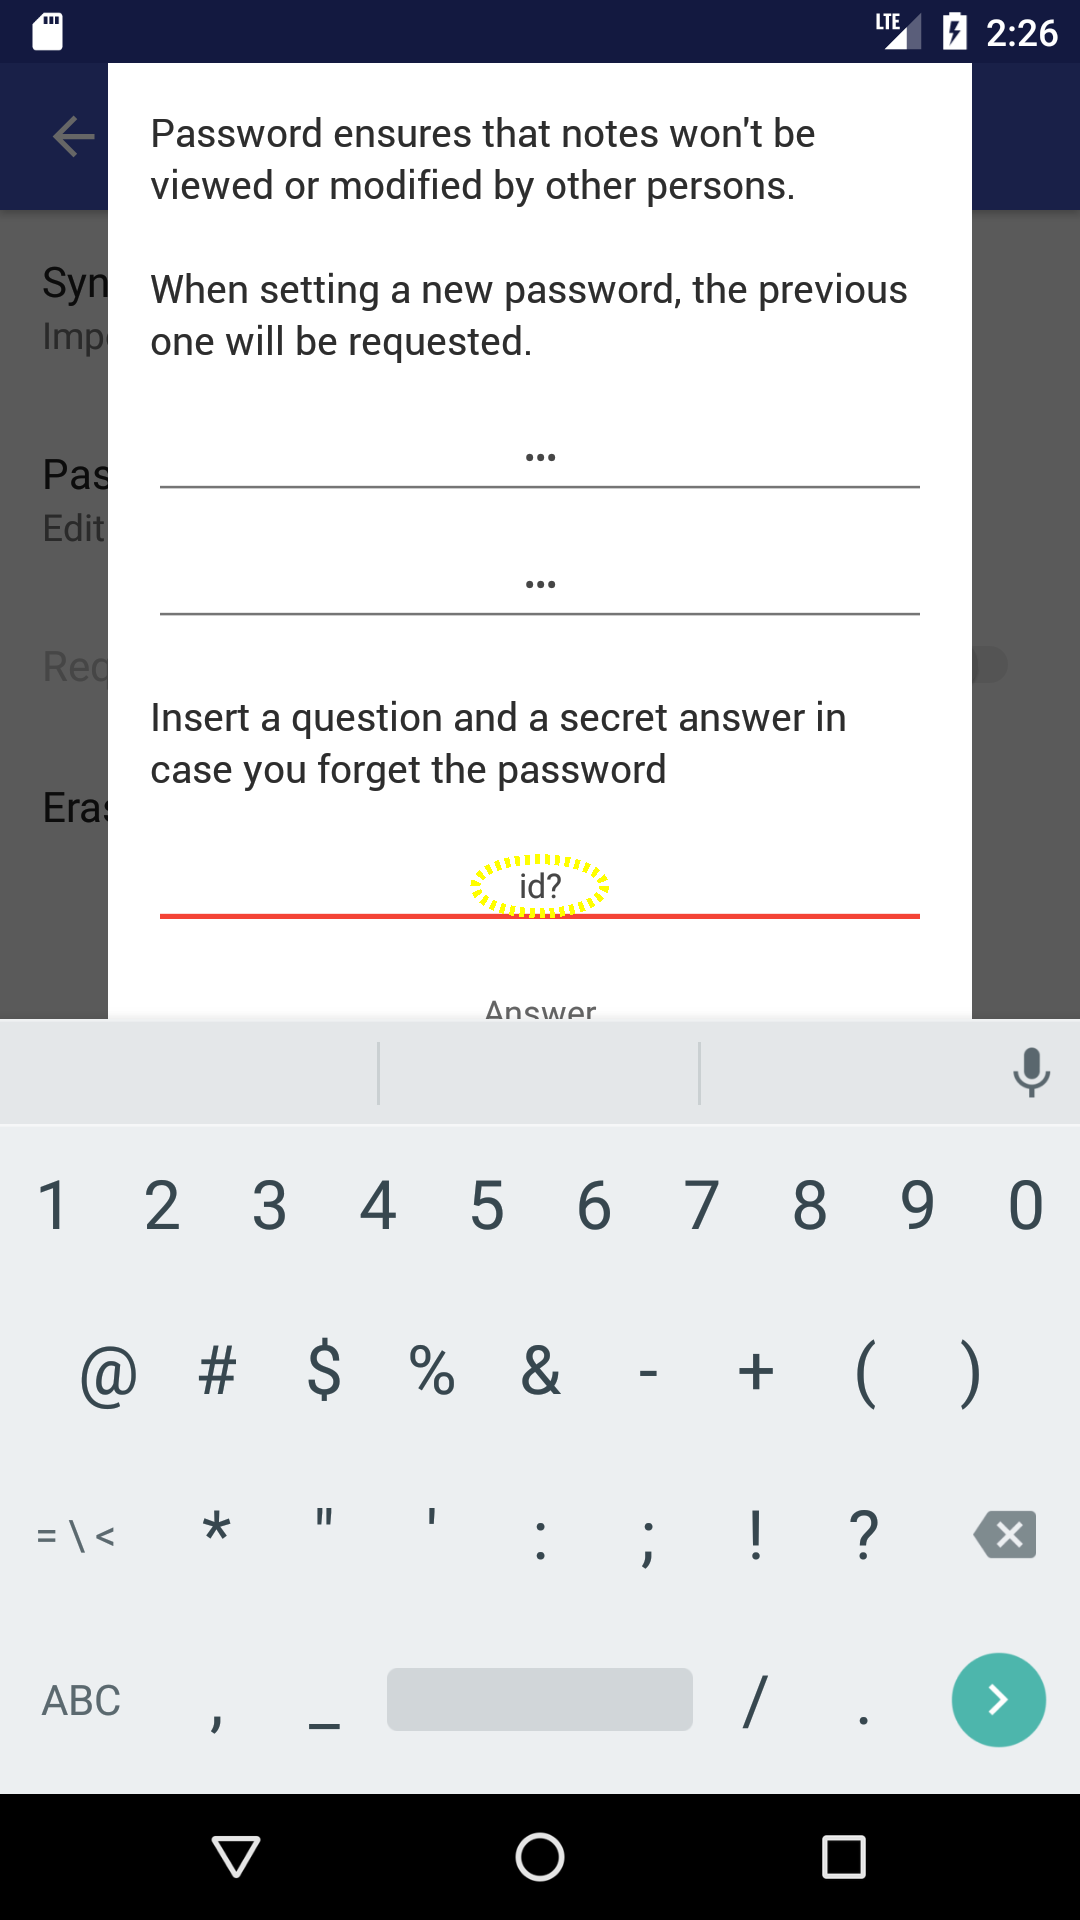 LTE 2:26
Password ensures that notes won't be
viewed or modified by other persons.
When setting a new password, the previous
one will be requested.
•••
•••
Insert a question and a secret answer in
case you forget the password
id?
Answer
Syn
Imp
Pas
Edit
Req
Eras
1 2 3 4 5 6 7 8 9 0
@ # $ % & - + ( )
= \ < * " ' : ; ! ?
ABC , _ / .